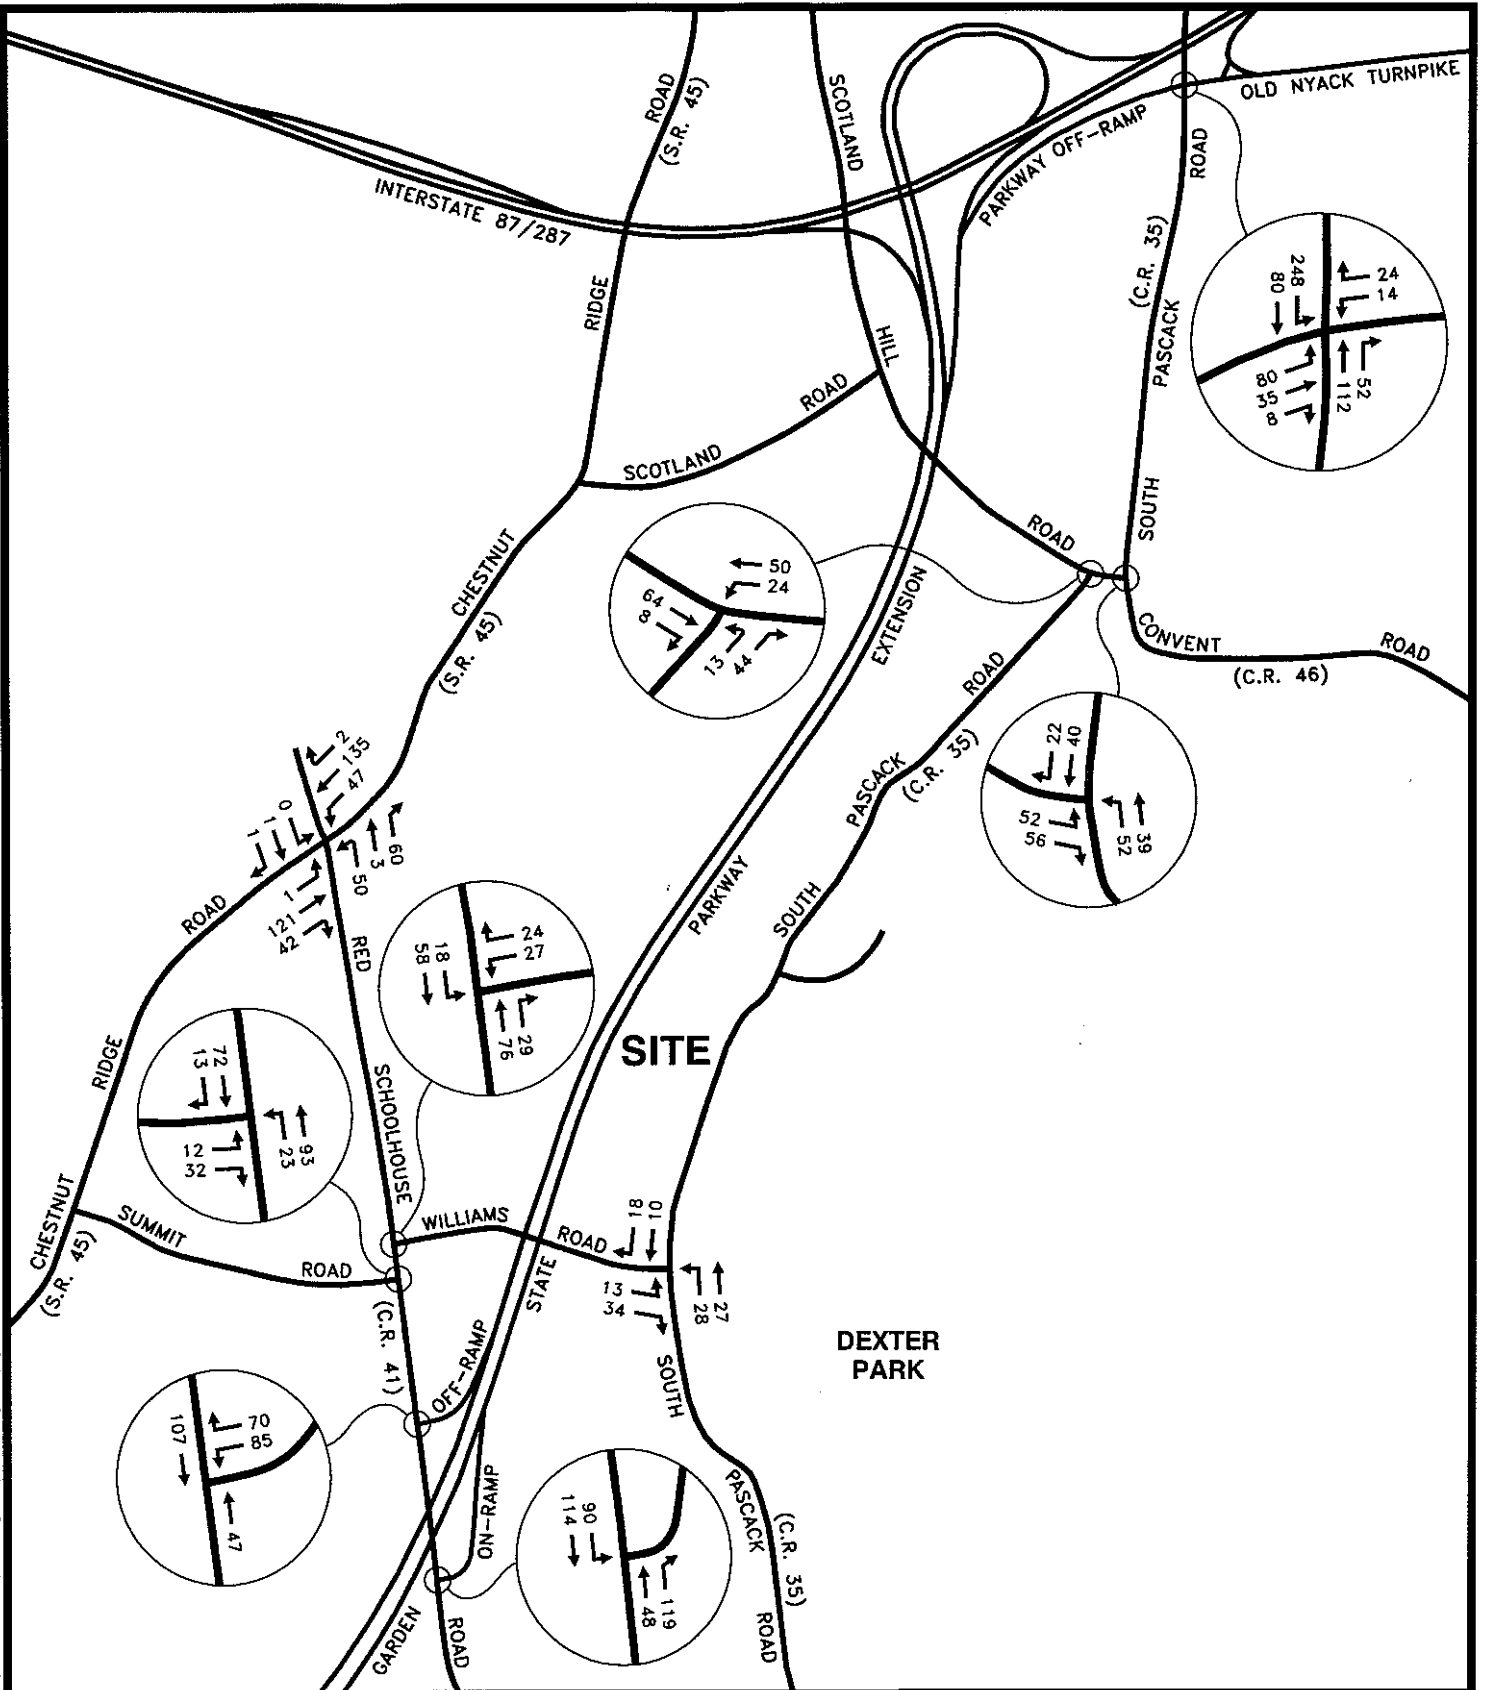 ROAD
(S.R. 45)
SCOTLAND
OLD NYACK TURNPIKE
PARKWAY OFF-RAMP
ROAD
INTERSTATE 87/287
(C.R. 35)
248
80
24
14
80
35
8
112
52
RIDGE
HILL
PASCACK
ROAD
SCOTLAND
SOUTH
ROAD
CHESTNUT
(S.R. 45)
50
24
64
8
13
44
EXTENSION
CONVENT
ROAD
(C.R. 46)
ROAD
PASCACK
(C.R. 35)
22
40
52
56
52
39
2
135
47
0
1
1
60
3
50
1
121
42
ROAD
RED
PARKWAY
SOUTH
58
18
24
27
76
29
SITE
RIDGE
13
72
12
32
23
93
SCHOOLHOUSE
CHESTNUT
(S.R. 45)
SUMMIT
ROAD
WILLIAMS
ROAD
18
10
13
34
28
27
STATE
(C.R. 41)
OFF-RAMP
DEXTER
PARK
SOUTH
107
70
85
47
ON-RAMP
114
90
48
119
PASCACK
(C.R. 35)
ROAD
GARDEN
ROAD